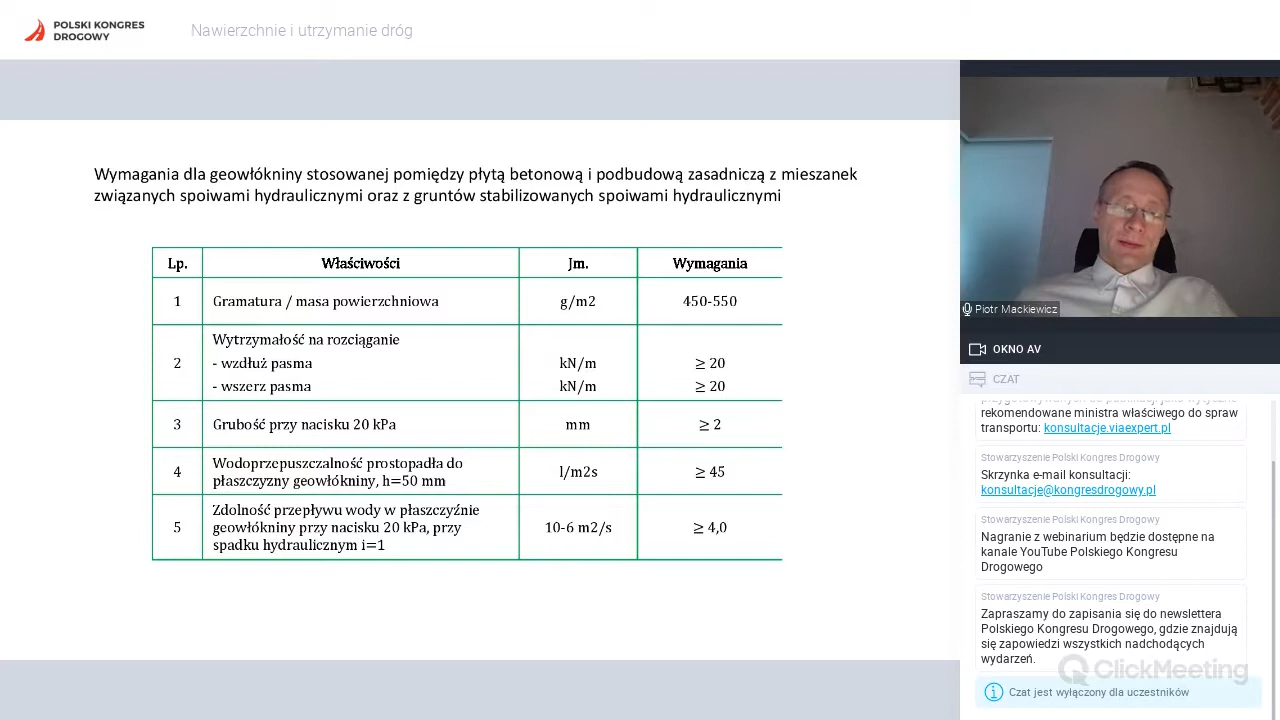 POLSKI KONGRES
DROGOWY
Nawierzchnie i utrzymanie dróg
Wymagania dla geowłókniny stosowanej pomiędzy płytą betonową i podbudową zasadniczą z mieszanek
związanych spoiwami hydraulicznymi oraz z gruntów stabilizowanych spoiwami hydraulicznymi
Lp. Właściwości Jm. Wymagania
1 Gramatura / masa powierzchniowa g/m2 450-550
Wytrzymałość na rozciąganie
2 - wzdłuż pasma kN/m ≥ 20
- wszerz pasma kN/m ≥ 20
3 Grubość przy nacisku 20 kPa mm ≥ 2
4 Wodoprzepuszczalność prostopadła do
płaszczyzny geowłókniny, h=50 mm l/m2s ≥ 45
Zdolność przepływu wody w płaszczyźnie
5 geowłókniny przy nacisku 20 kPa, przy 10-6 m2/s ≥ 4,0
spadku hydraulicznym i=1
Piotr Mackiewicz
OKNO AV
CZAT
rekomendowane ministra właściwego do spraw
transportu: konsultacje.viaexpert.pl
Stowarzyszenie Polski Kongres Drogowy
Skrzynka e-mail konsultacji:
konsultacje@kongresdrogowy.pl
Stowarzyszenie Polski Kongres Drogowy
Nagranie z webinarium będzie dostępne na
kanale YouTube Polskiego Kongresu
Drogowego
Stowarzyszenie Polski Kongres Drogowy
Zapraszamy do zapisania się do newslettera
Polskiego Kongresu Drogowego, gdzie znajdują
się zapowiedzi wszystkich nadchodzących
wydarzeń.
ClickMeeting
Czat jest wyłączony dla uczestników